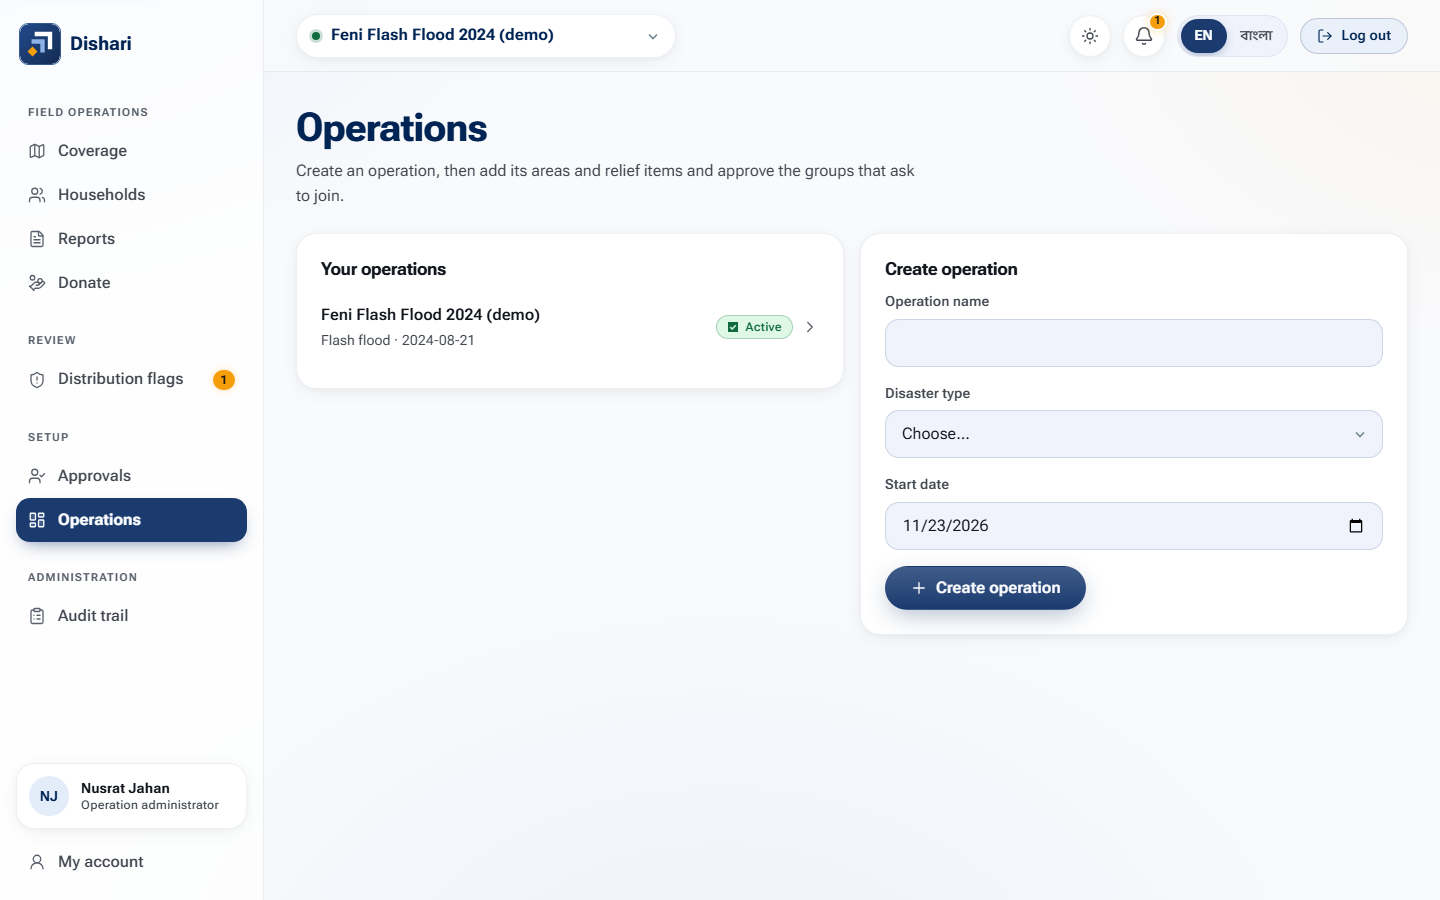 Dishari
FIELD OPERATIONS
Coverage
Households
Reports
Donate
REVIEW
Distribution flags
1
SETUP
Approvals
Operations
ADMINISTRATION
Audit trail
NJ
Nusrat Jahan
Operation administrator
My account
Feni Flash Flood 2024 (demo)
1
EN
বাংলা
Log out
Operations
Create an operation, then add its areas and relief items and approve the groups that ask
to join.
Your operations
Feni Flash Flood 2024 (demo)
Flash flood · 2024-08-21
Active
Create operation
Operation name
Disaster type
Choose...
Start date
11/23/2026
Create operation